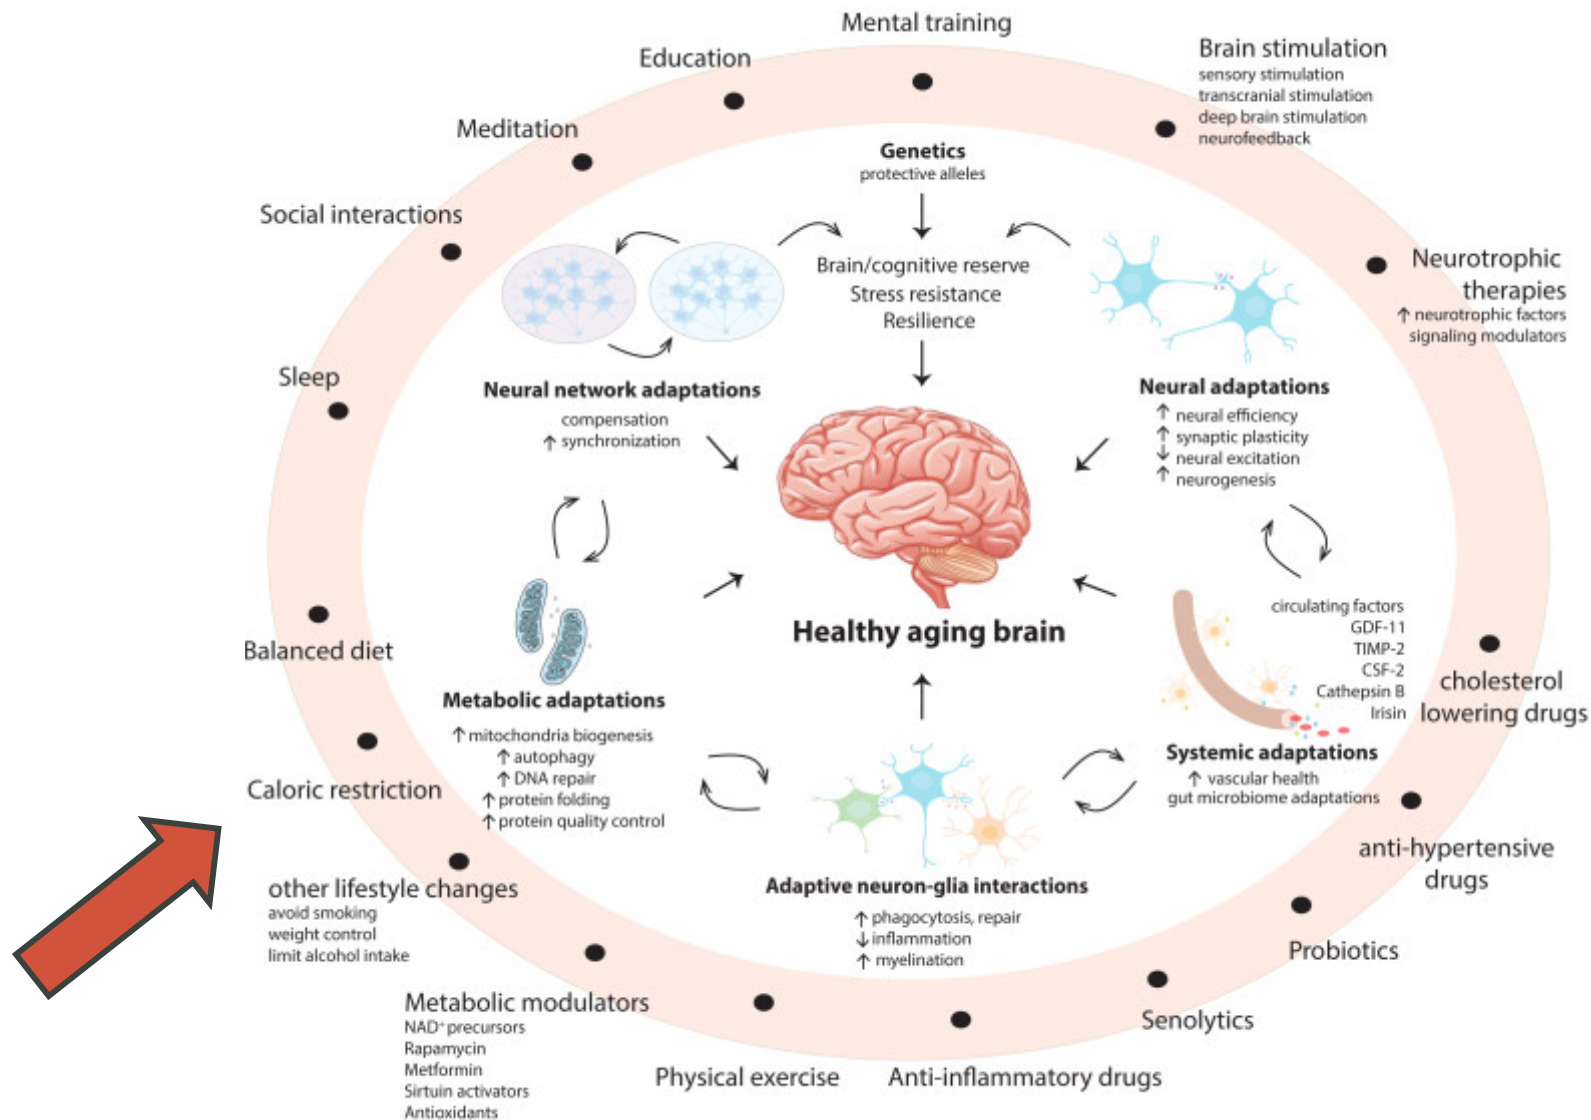 Mental training
Education
Brain stimulation
sensory stimulation
transcranial stimulation
deep brain stimulation
neurofeedback
Meditation
Social interactions
Sleep
Balanced diet
Caloric restriction
other lifestyle changes
avoid smoking
weight control
limit alcohol intake
Metabolic modulators
NAD⁺ precursors
Rapamycin
Metformin
Sirtuin activators
Antioxidants
Physical exercise
Anti-inflammatory drugs
Senolytics
Probiotics
anti-hypertensive
drugs
cholesterol
lowering drugs
Neurotrophic
therapies
↑ neurotrophic factors
signaling modulators
Genetics
protective alleles
Brain/cognitive reserve
Stress resistance
Resilience
Neural network adaptations
compensation
↑ synchronization
Neural adaptations
↑ neural efficiency
↑ synaptic plasticity
↓ neural excitation
↑ neurogenesis
Healthy aging brain
Metabolic adaptations
↑ mitochondria biogenesis
↑ autophagy
↑ DNA repair
↑ protein folding
↑ protein quality control
circulating factors
GDF-11
TIMP-2
CSF-2
Cathepsin B
Irisin
Systemic adaptations
↑ vascular health
gut microbiome adaptations
Adaptive neuron-glia interactions
↑ phagocytosis, repair
↓ inflammation
↑ myelination